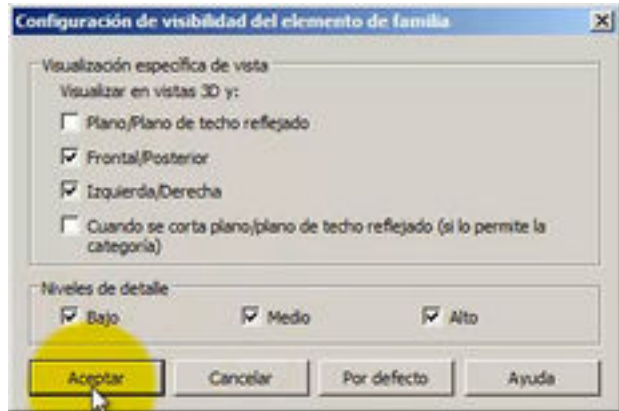 Configuración de visibilidad del elemento de familia
Visualización específica de vista
Visualizar en vistas 3D y:
Plano/Plano de techo reflejado
Frontal/Posterior
Izquierda/Derecha
Cuando se corta plano/plano de techo reflejado (si lo permite la
categoría)
Niveles de detalle
Bajo Medio Alto
Aceptar Cancelar Por defecto Ayuda